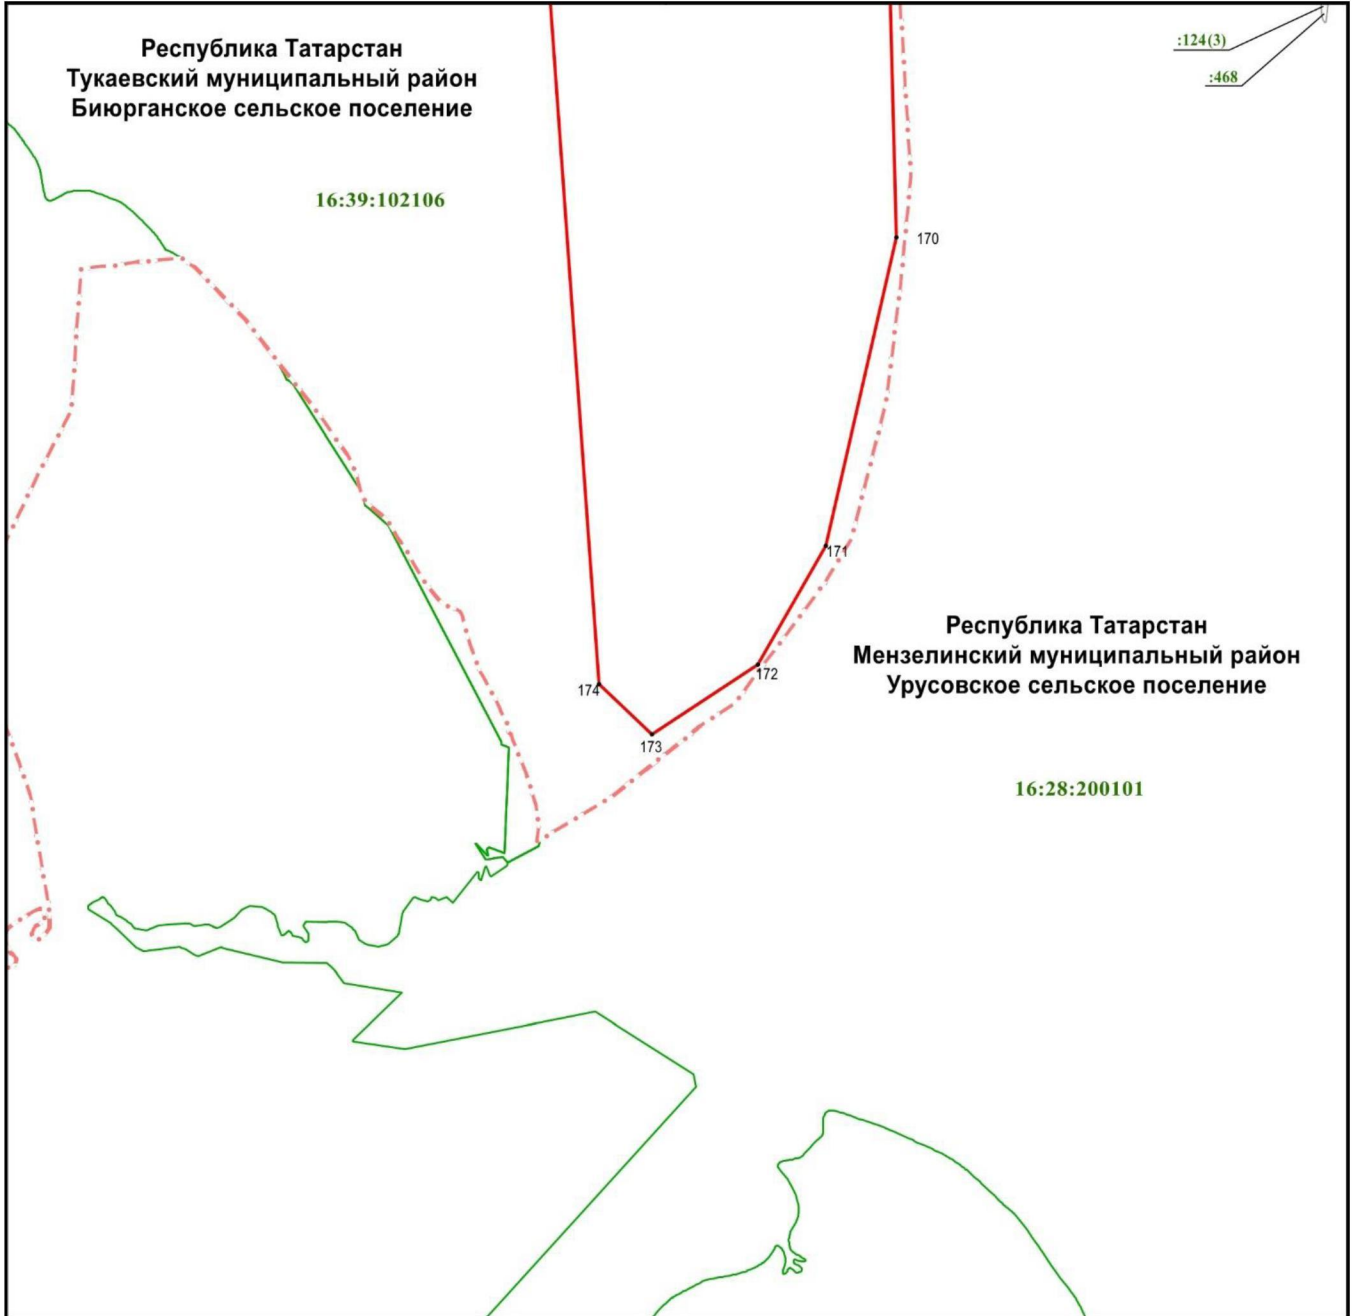 Республика Татарстан
Тукаевский муниципальный район
Биюрганское сельское поселение
16:39:102106
:124(3)
:468
170
171
172
173
174
Республика Татарстан
Мензелинский муниципальный район
Урусовское сельское поселение
16:28:200101